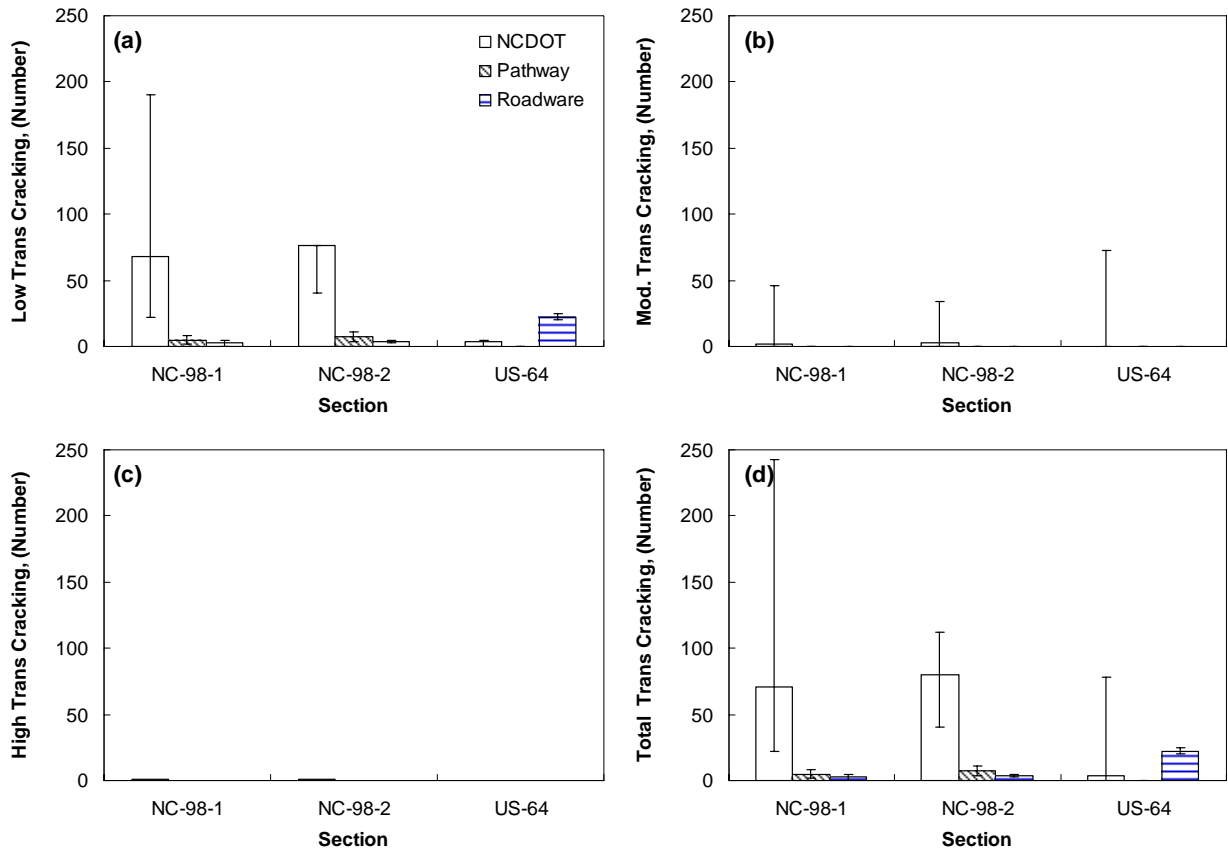 Low Trans Cracking, (Number)
250
200
150
100
50
0
(a)
NCDOT
Pathway
Roadware
NC-98-1 NC-98-2 US-64
Section
Mod. Trans Cracking, (Number)
250
200
150
100
50
0
(b)
NC-98-1 NC-98-2 US-64
Section
High Trans Cracking, (Number)
250
200
150
100
50
0
(c)
NC-98-1 NC-98-2 US-64
Section
Total Trans Cracking, (Number)
250
200
150
100
50
0
(d)
NC-98-1 NC-98-2 US-64
Section